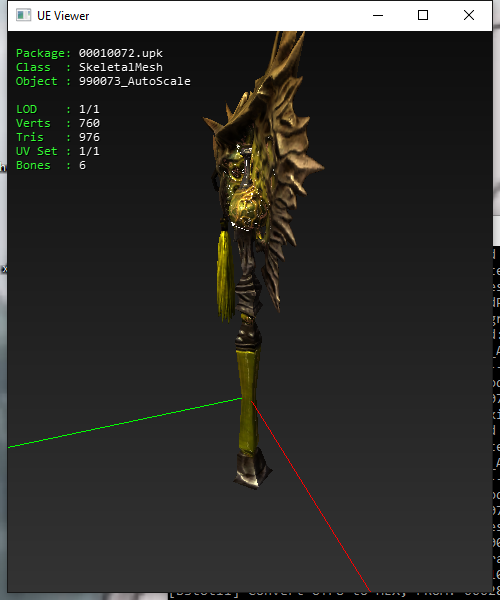 UE Viewer
Package: 00010072.upk
Class : SkeletalMesh
Object : 990073_AutoScale
LOD : 1/1
Verts : 760
Tris : 976
UV Set : 1/1
Bones : 6